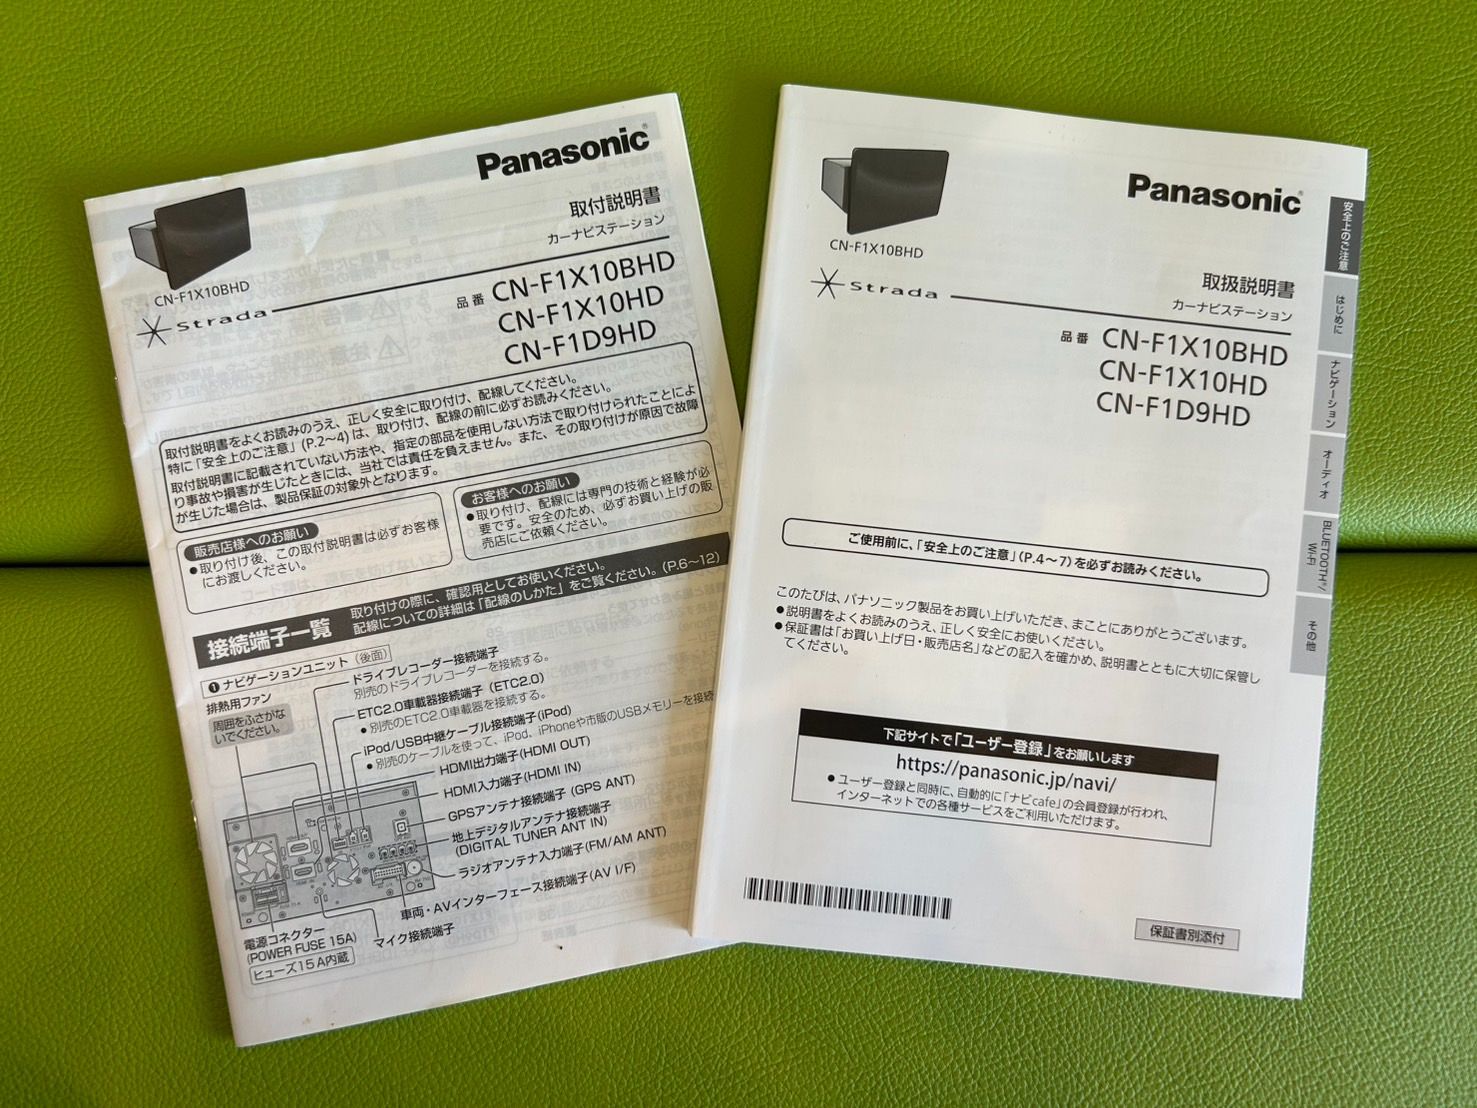 Panasonic
取付説明書
カーナビステーション
CN-F1X10BHD
Strada
品番 CN-F1X10BHD
CN-F1X10HD
CN-F1D9HD
取付説明書をよくお読みのうえ、正しく安全に取り付け、配線してください。
特に「安全上のご注意」(P.2～4)は、取り付け、配線の前に必ずお読みください。
取付説明書に記載されていない方法や、指定の部品を使用しない方法で取り付けられたことによ
り事故や損害が生じたときには、当社では責任を負えません。また、その取り付けが原因で故障
が生じた場合は、製品保証の対象外となります。
販売店様へのお願い
●取り付け後、この取付説明書は必ずお客様
にお渡しください。
お客様へのお願い
●取り付け、配線には専門の技術と経験が必
要です。安全のため、必ずお買い上げの販
売店にご依頼ください。
接続端子一覧
取り付けの際に、確認用としてお使いください。
配線についての詳細は「配線のしかた」をご覧ください。(P.6～12)
❶ナビゲーションユニット(後面)
排熱用ファン
周囲をふさがな
いでください。
ドライブレコーダー接続端子
別売のドライブレコーダーを接続する。
ETC2.0車載器接続端子(ETC2.0)
●別売のETC2.0車載器を接続する。
iPod/USB中継ケーブル接続端子(iPod)
●別売のケーブルを使って、iPod、iPhoneや市販のUSBメモリーを接続
HDMI出力端子(HDMI OUT)
HDMI入力端子(HDMI IN)
GPSアンテナ接続端子(GPS ANT)
地上デジタルアンテナ接続端子
(DIGITAL TUNER ANT IN)
ラジオアンテナ入力端子(FM/AM ANT)
車両・AVインターフェース接続端子(AV I/F)
マイク接続端子
電源コネクター
(POWER FUSE 15A)
ヒューズ15A内蔵
Panasonic
CN-F1X10BHD
取扱説明書
カーナビステーション
Strada
品番 CN-F1X10BHD
CN-F1X10HD
CN-F1D9HD
ご使用前に、「安全上のご注意」(P.4～7)を必ずお読みください。
このたびは、パナソニック製品をお買い上げいただき、まことにありがとうございます。
●説明書をよくお読みのうえ、正しく安全にお使いください。
●保証書は「お買い上げ日・販売店名」などの記入を確かめ、説明書とともに大切に保管し
てください。
下記サイトで「ユーザー登録」をお願いします
https://panasonic.jp/navi/
●ユーザー登録と同時に、自動的に「ナビcafe」の会員登録が行われ、
インターネットでの各種サービスをご利用いただけます。
保証書別添付
安全上のご注意
はじめに
ナビゲーション
オーディオ
BLUETOOTH®/
Wi-Fi
その他